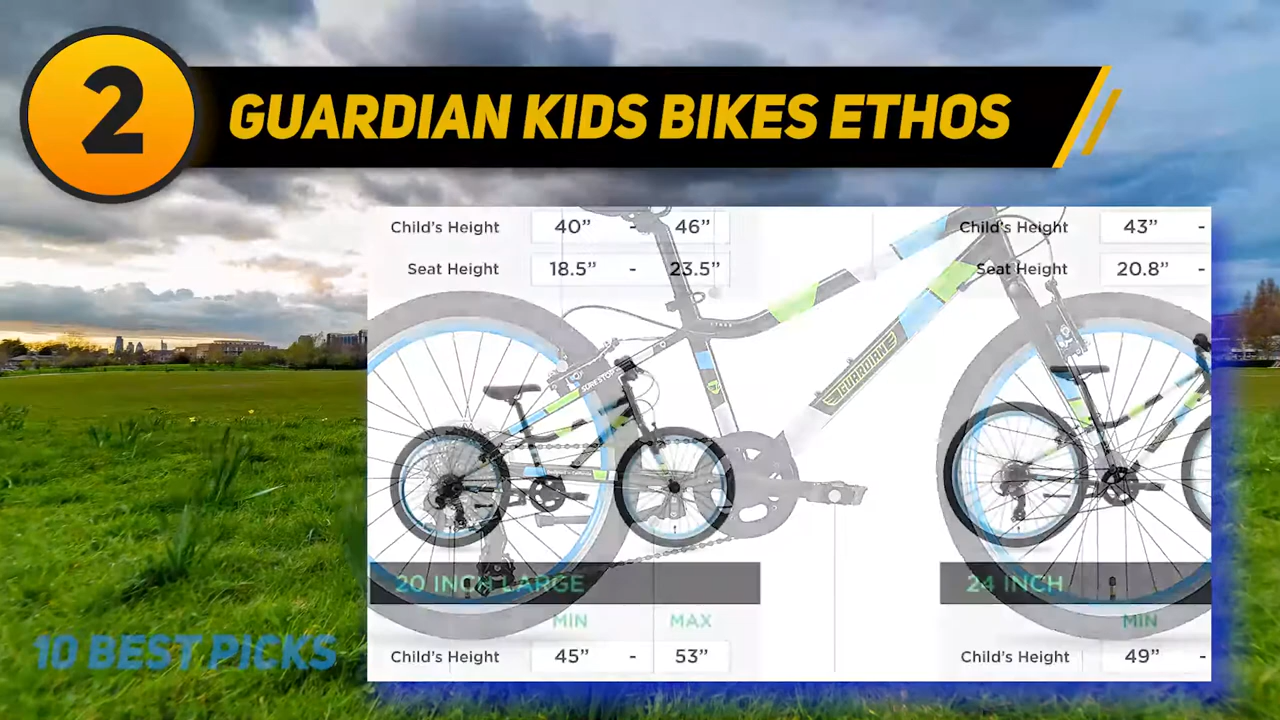 2
GUARDIAN KIDS BIKES ETHOS
Child's Height 40” - 46”
Seat Height 18.5” - 23.5”
Child's Height 43” -
Seat Height 20.8” -
SURESTOP
GUARDIAN
20 INCH LARGE
24 INCH
MIN MAX
MIN
Child's Height 45” - 53”
Child's Height 49” -
10 BEST PICKS